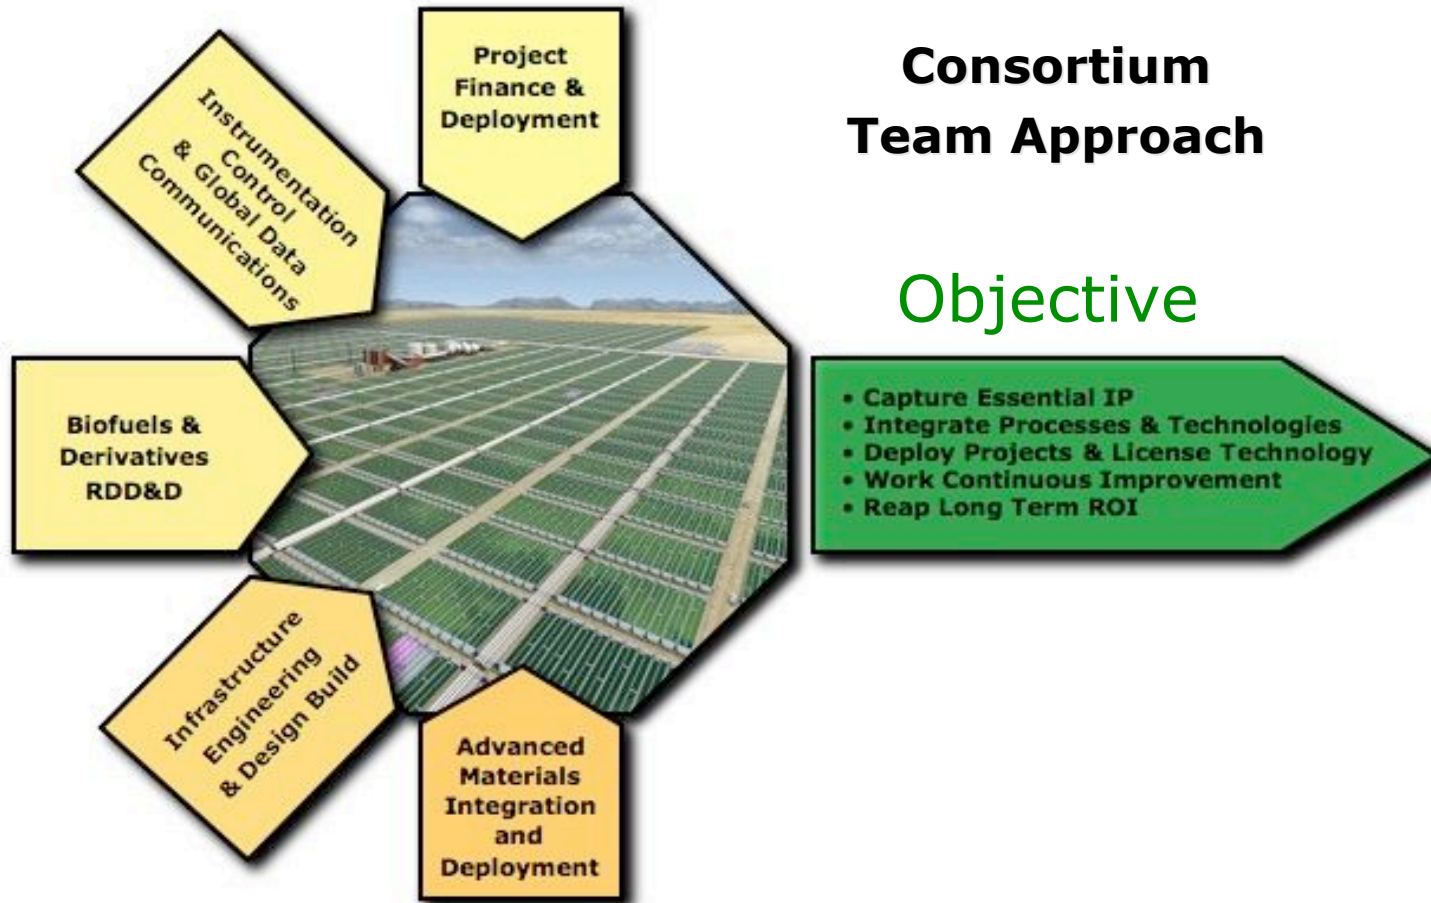 Consortium
Team Approach
Project
Finance &
Deployment
Instrumentation
Control
& Global Data
Communications
Biofuels &
Derivatives
RDD&D
Infrastructure
Engineering
& Design Build
Advanced
Materials
Integration
and
Deployment
Objective
• Capture Essential IP
• Integrate Processes & Technologies
• Deploy Projects & License Technology
• Work Continuous Improvement
• Reap Long Term ROI